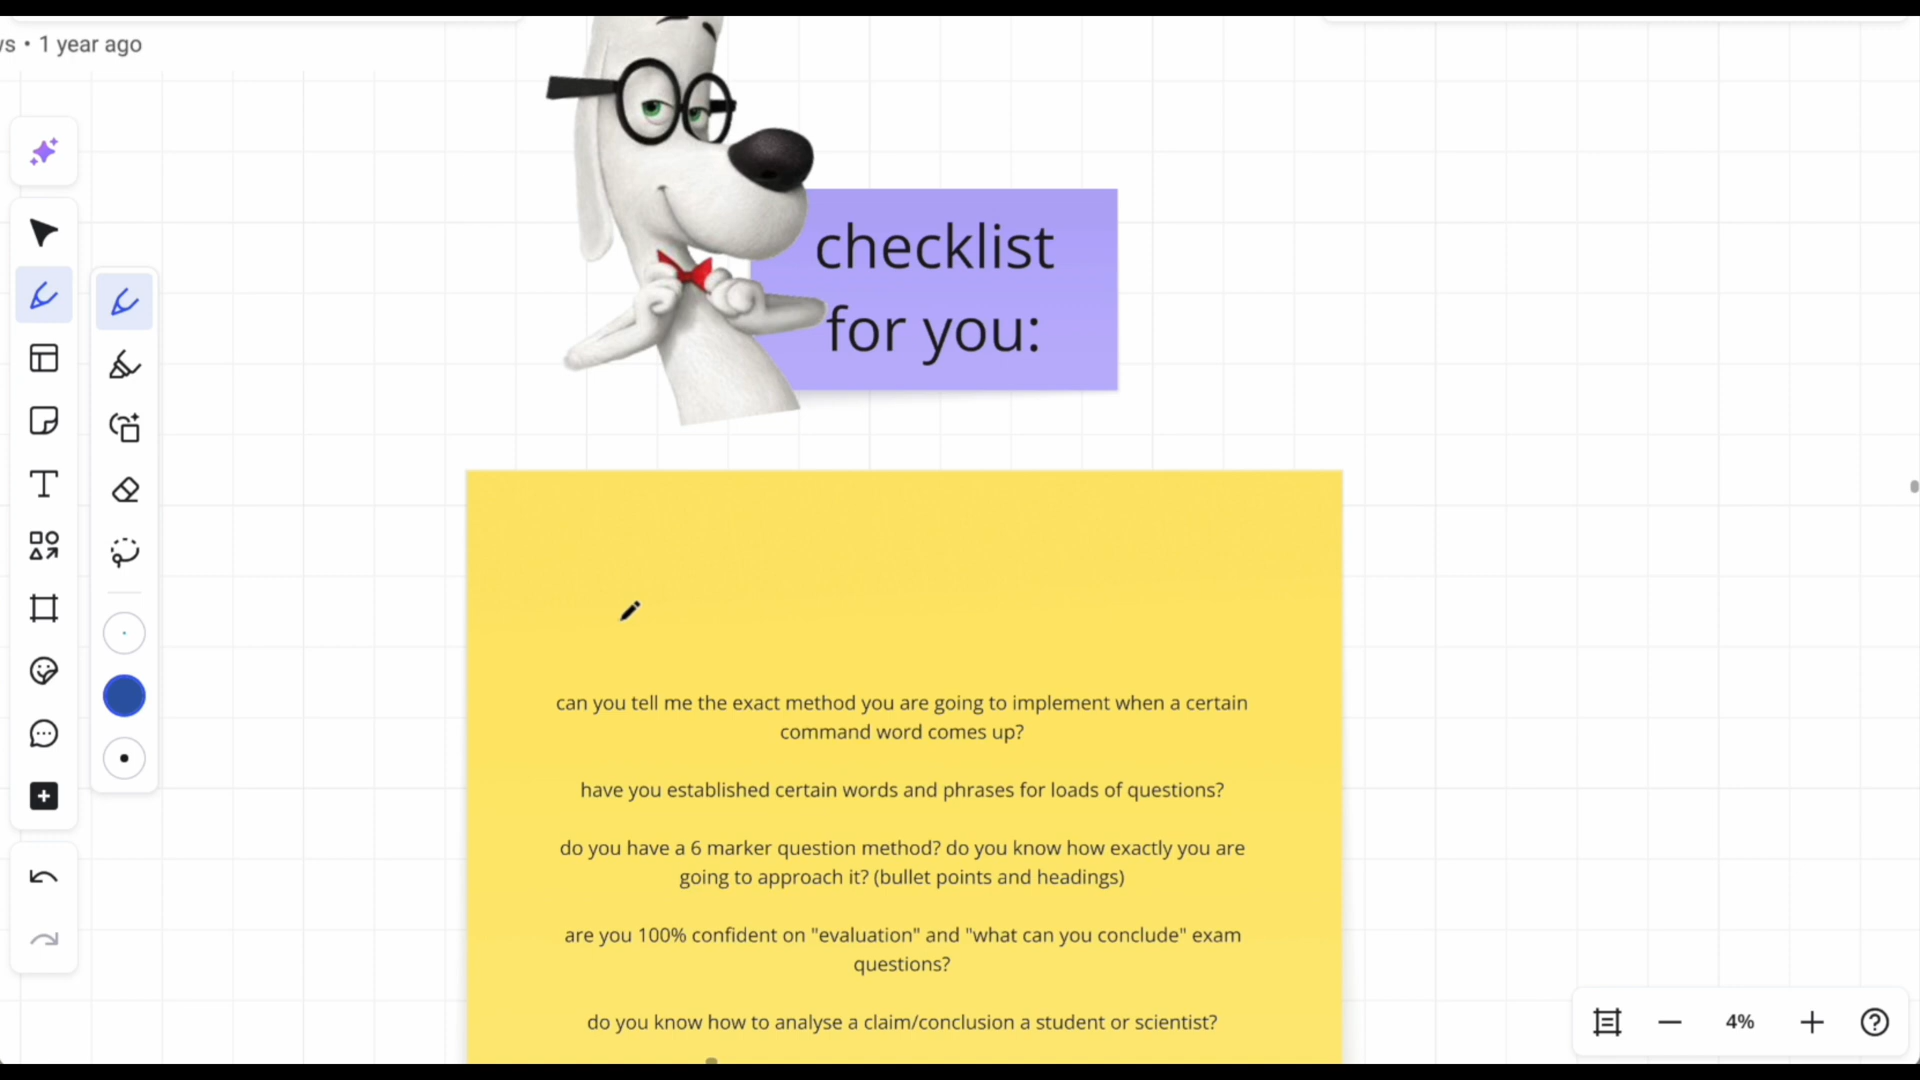 • 1 year ago
checklist
for you:
can you tell me the exact method you are going to implement when a certain
command word comes up?
have you established certain words and phrases for loads of questions?
do you have a 6 marker question method? do you know how exactly you are
going to approach it? (bullet points and headings)
are you 100% confident on "evaluation" and "what can you conclude" exam
questions?
do you know how to analyse a claim/conclusion a student or scientist?
4%